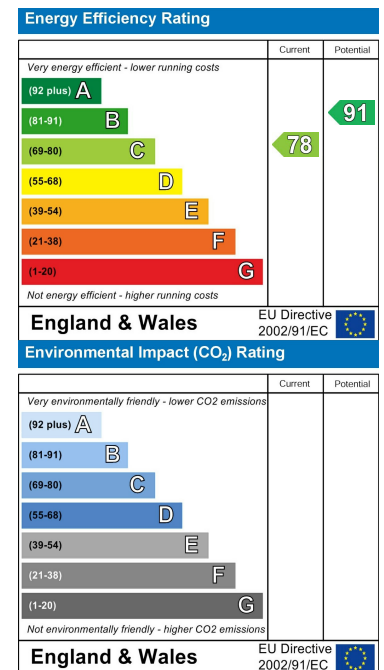 Energy Efficiency Rating
Current Potential
Very energy efficient - lower running costs
(92 plus) A
(81-91) B
91
(69-80) C
78
(55-68) D
(39-54) E
(21-38) F
(1-20) G
Not energy efficient - higher running costs
England & Wales
EU Directive
2002/91/EC
Environmental Impact (CO₂) Rating
Current Potential
Very environmentally friendly - lower CO2 emissions
(92 plus) A
(81-91) B
(69-80) C
(55-68) D
(39-54) E
(21-38) F
(1-20) G
Not environmentally friendly - higher CO2 emissions
England & Wales
EU Directive
2002/91/EC